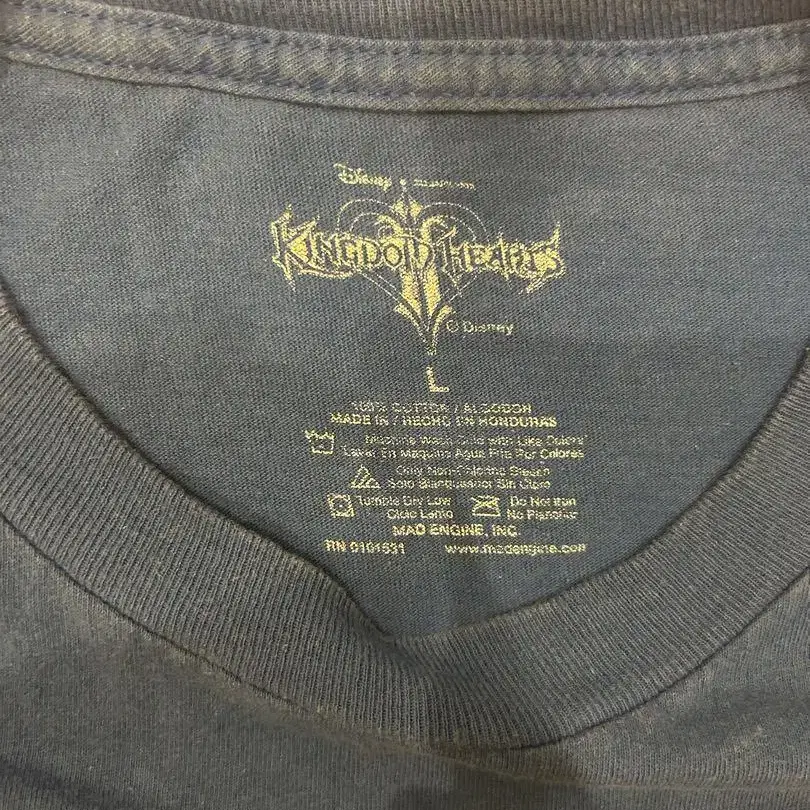 Disney
KINGDOM HEARTS
II
© Disney
L
100% COTTON / ALGODON
MADE IN / HECHO EN HONDURAS
Machine Wash Cold with Like Colors
Lavar En Maquina Agua Fria Por Colores
Only Non-Chlorine Bleach
Solo Blanqueador Sin Cloro
Tumble Dry Low
Ciclo Lento
Do Not Iron
No Planchar
MAD ENGINE, INC.
RN 0101531 www.madengine.com